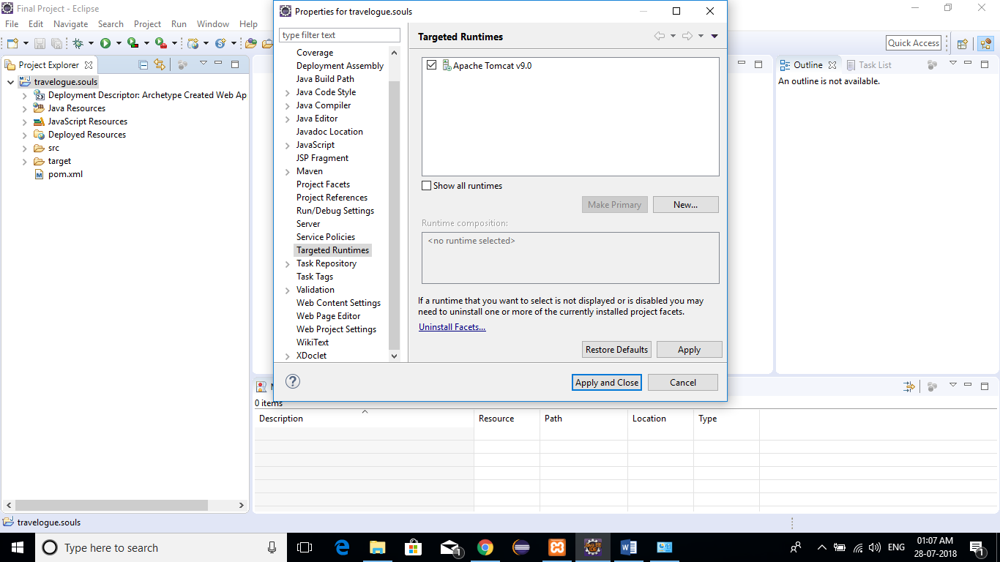 Final Project - Eclipse
File Edit Navigate Search Project Run Window Help
Quick Access
Project Explorer
travelogue.souls
Deployment Descriptor: Archetype Created Web Ap
Java Resources
JavaScript Resources
Deployed Resources
src
target
pom.xml
Properties for travelogue.souls
type filter text
Coverage
Deployment Assembly
Java Build Path
Java Code Style
Java Compiler
Java Editor
Javadoc Location
JavaScript
JSP Fragment
Maven
Project Facets
Project References
Run/Debug Settings
Server
Service Policies
Targeted Runtimes
Task Repository
Task Tags
Validation
Web Content Settings
Web Page Editor
Web Project Settings
WikiText
XDoclet
Targeted Runtimes
Apache Tomcat v9.0
Show all runtimes
Make Primary New...
Runtime composition:
<no runtime selected>
If a runtime that you want to select is not displayed or is disabled you may
need to uninstall one or more of the currently installed project facets.
Uninstall Facets...
Restore Defaults Apply
Apply and Close Cancel
Outline Task List
An outline is not available.
0 items
Description Resource Path Location Type
travelogue.souls
Type here to search
1
ENG
01:07 AM
28-07-2018
1